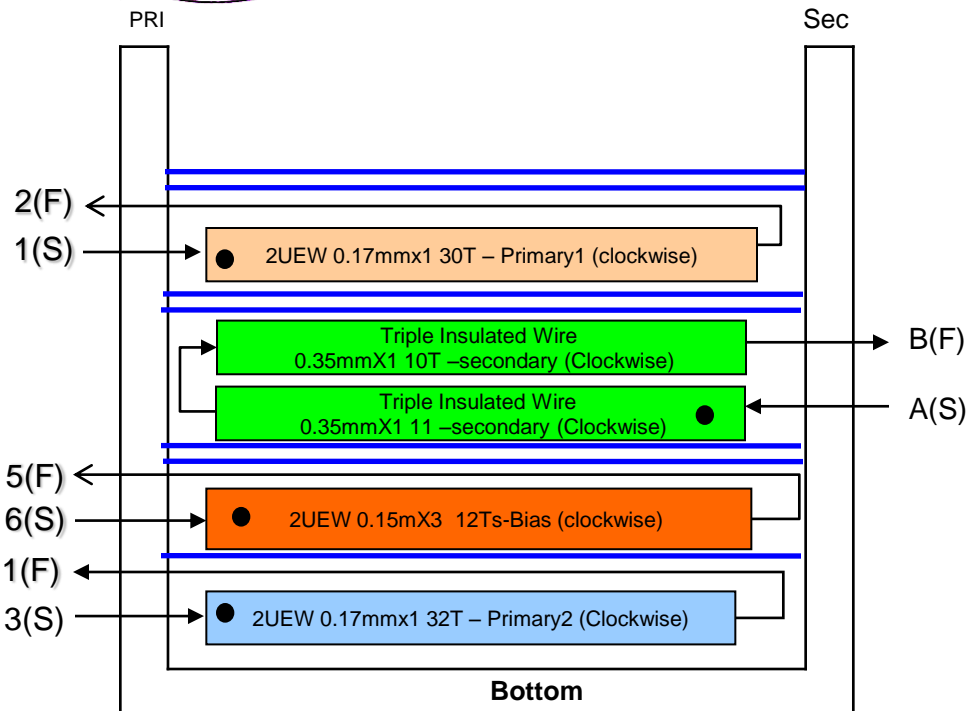 PRI
Sec
2(F)
1(S)
2UEW 0.17mmx1 30T – Primary1 (clockwise)
Triple Insulated Wire
0.35mmX1 10T –secondary (Clockwise)
B(F)
Triple Insulated Wire
0.35mmX1 11 –secondary (Clockwise)
A(S)
5(F)
6(S)
2UEW 0.15mX3 12Ts-Bias (clockwise)
1(F)
3(S)
2UEW 0.17mmx1 32T – Primary2 (Clockwise)
Bottom